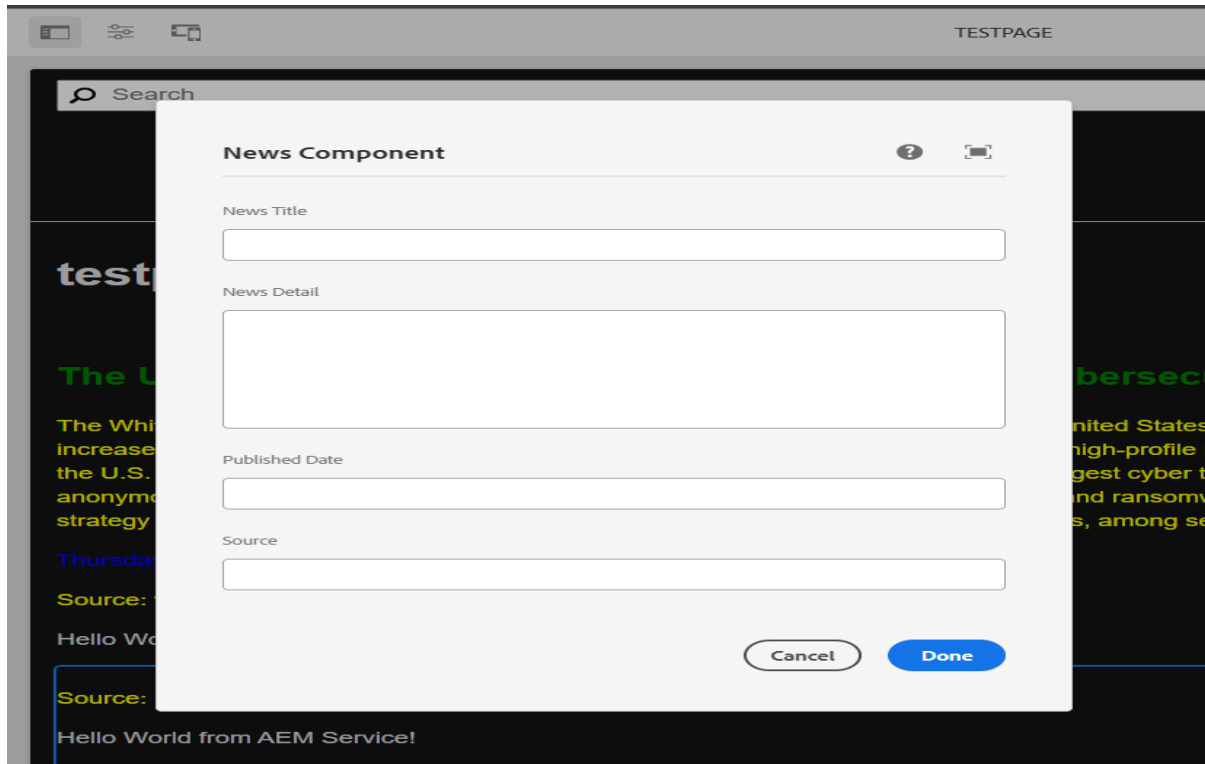 TESTPAGE
Search
News Component
News Title
testp
News Detail
The U
bersec
The Whi
nited States
increase
high-profile
the U.S.
gest cyber t
anonymo
nd ransomw
strategy
s, among se
Published Date
Source
Thursda
Source:
Hello Wo
Cancel Done
Source:
Hello World from AEM Service!